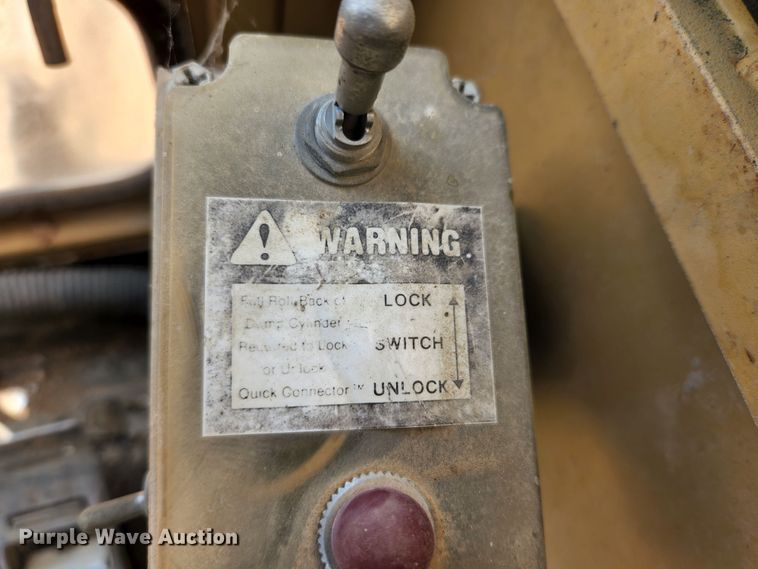 WARNING
Full Roll Back of LOCK
Dump Cylinder
Required to Lock SWITCH
or Unlock
Quick Connector™ UNLOCK
Purple Wave Auction